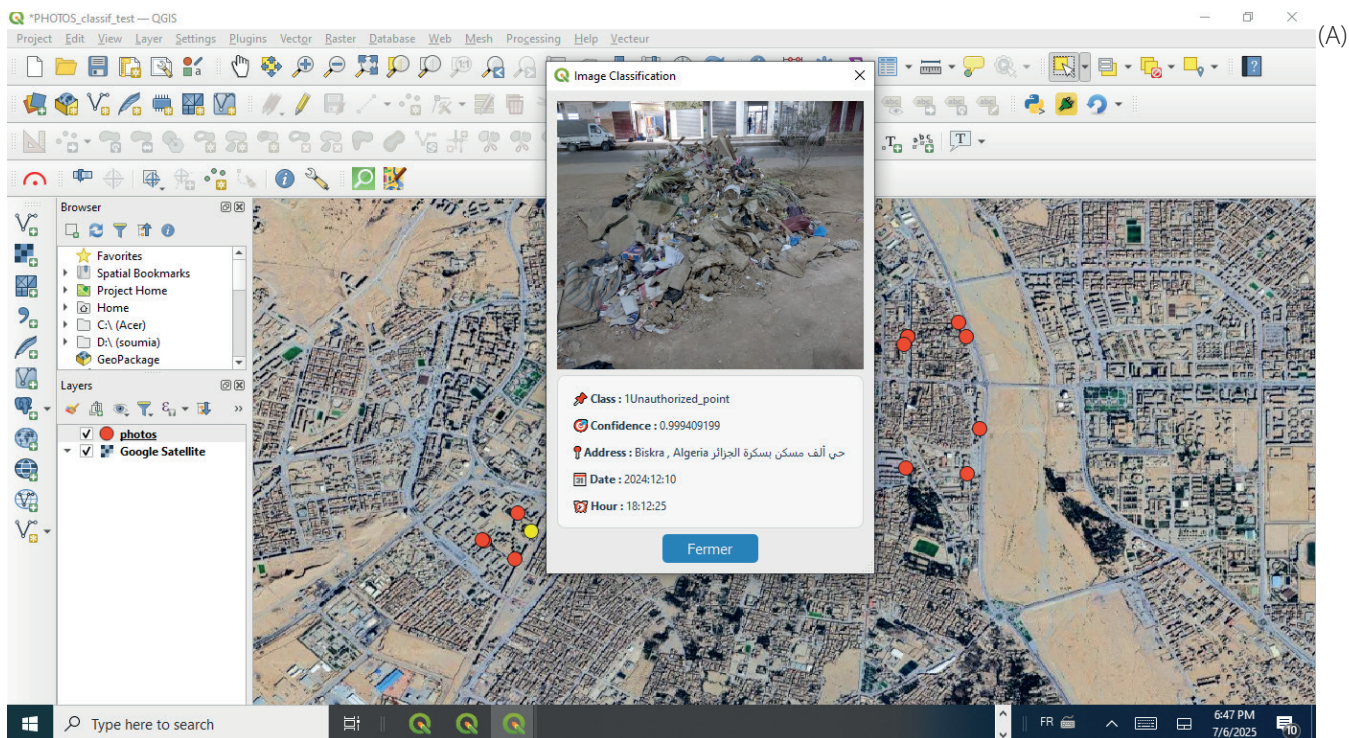 *PHOTOS_classif_test — QGIS
(A)
Project Edit View Layer Settings Plugins Vector Raster Database Web Mesh Processing Help Vecteur
Image Classification
Browser
Favorites
Spatial Bookmarks
Project Home
Home
C:\ (Acer)
D:\ (soumia)
GeoPackage
Layers
photos
Google Satellite
Class : 1Unauthorized_point
Confidence : 0.999409199
Address : Biskra , Algeria حي ألف مسكن بسكرة الجزائر
Date : 2024:12:10
Hour : 18:12:25
Fermer
Type here to search
FR
6:47 PM
7/6/2025
10